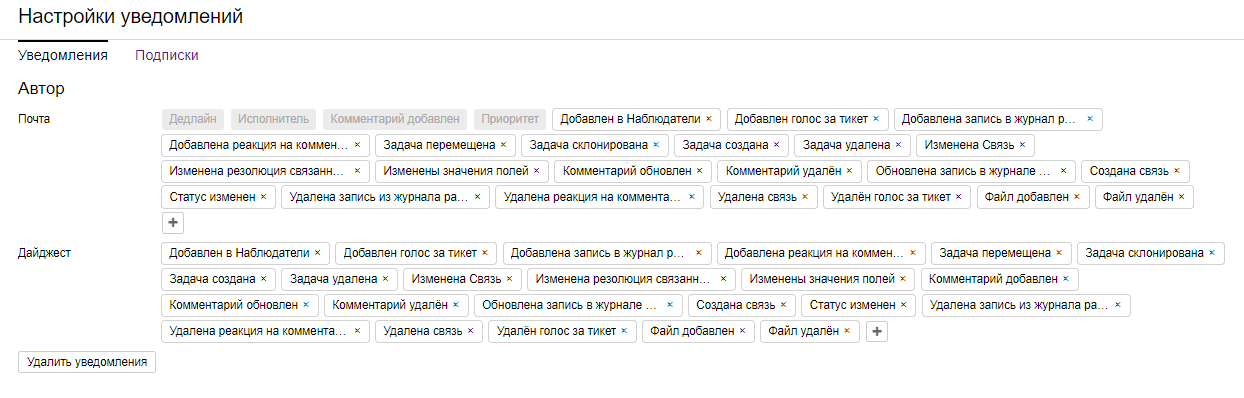 Настройки уведомлений
Уведомления Подписки
Автор
Почта Дедлайн Исполнитель Комментарий добавлен Приоритет Добавлен в Наблюдатели × Добавлен голос за тикет × Добавлена запись в журнал р... ×
Добавлена реакция на коммен... × Задача перемещена × Задача склонирована × Задача создана × Задача удалена × Изменена Связь ×
Изменена резолюция связанн... × Изменены значения полей × Комментарий обновлен × Комментарий удалён × Обновлена запись в журнале ... × Создана связь ×
Статус изменен × Удалена запись из журнала ра... × Удалена реакция на коммента... × Удалена связь × Удалён голос за тикет × Файл добавлен × Файл удалён ×
+
Дайджест Добавлен в Наблюдатели × Добавлен голос за тикет × Добавлена запись в журнал р... × Добавлена реакция на коммен... × Задача перемещена × Задача склонирована ×
Задача создана × Задача удалена × Изменена Связь × Изменена резолюция связанн... × Изменены значения полей × Комментарий добавлен ×
Комментарий обновлен × Комментарий удалён × Обновлена запись в журнале ... × Создана связь × Статус изменен × Удалена запись из журнала ра... ×
Удалена реакция на коммента... × Удалена связь × Удалён голос за тикет × Файл добавлен × Файл удалён × +
Удалить уведомления